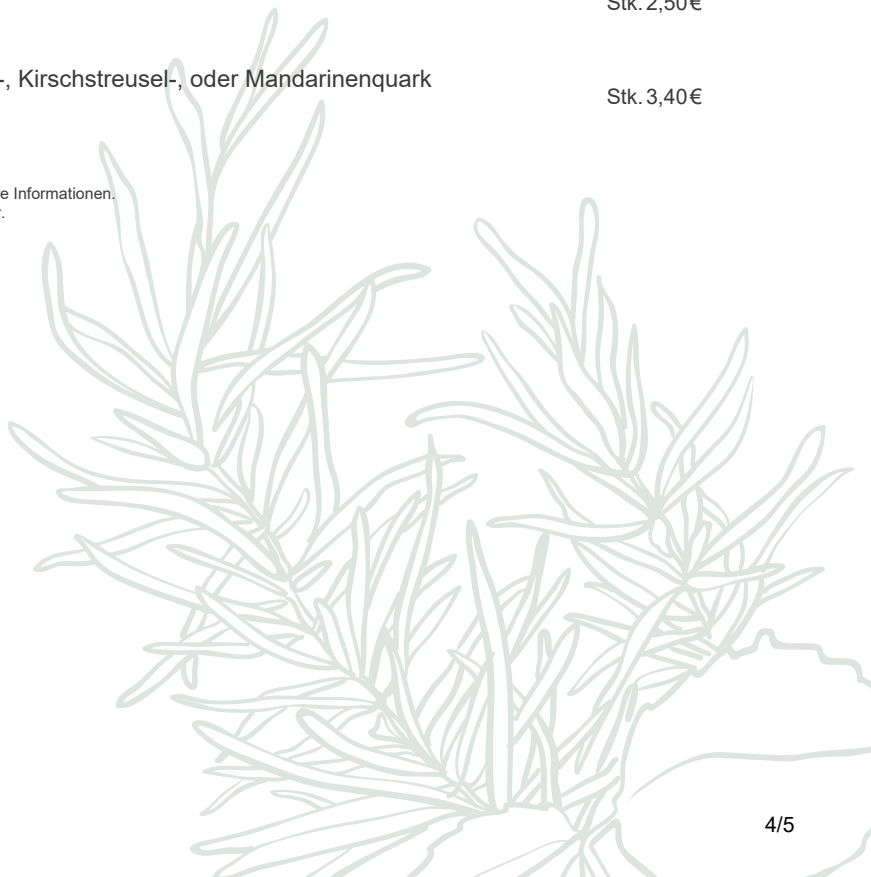 Stk. 2,50€
-, Kirschstreusel-, oder Mandarinenquark
Stk. 3,40€
e Informationen.
4/5